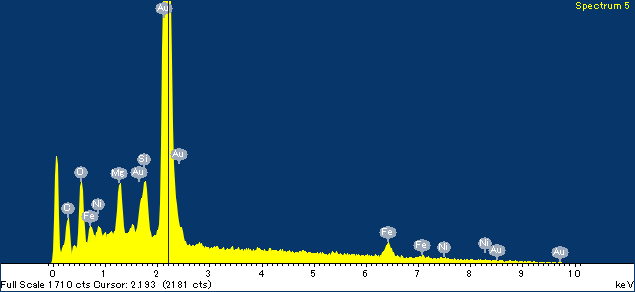 Spectrum 5
Au
Au
Si
O
Mg
Au
C
Ni
Fe
Fe
Fe
Ni
Ni
Au
Au
0 1 2 3 4 5 6 7 8 9 10
Full Scale 1710 cts Cursor: 2.193 (2181 cts) keV